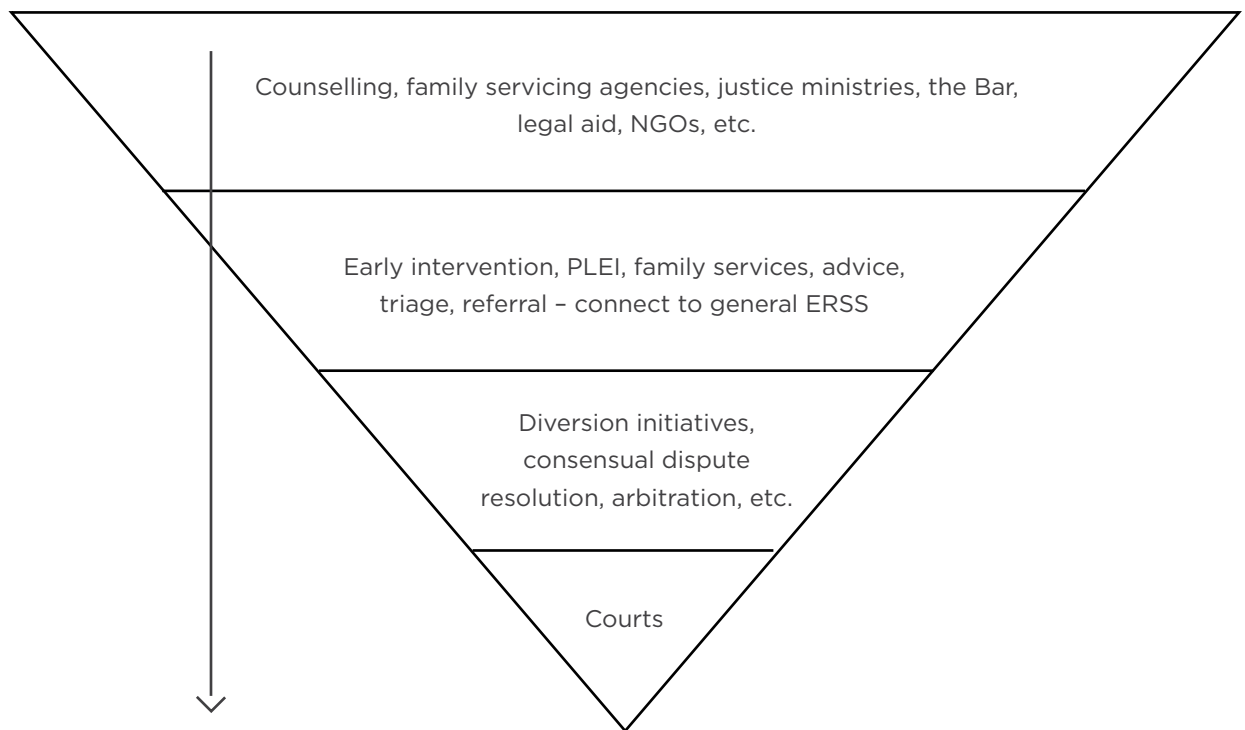 Counselling, family servicing agencies, justice ministries, the Bar,
legal aid, NGOs, etc.
Early intervention, PLEI, family services, advice,
triage, referral – connect to general ERSS
Diversion initiatives,
consensual dispute
resolution, arbitration, etc.
Courts